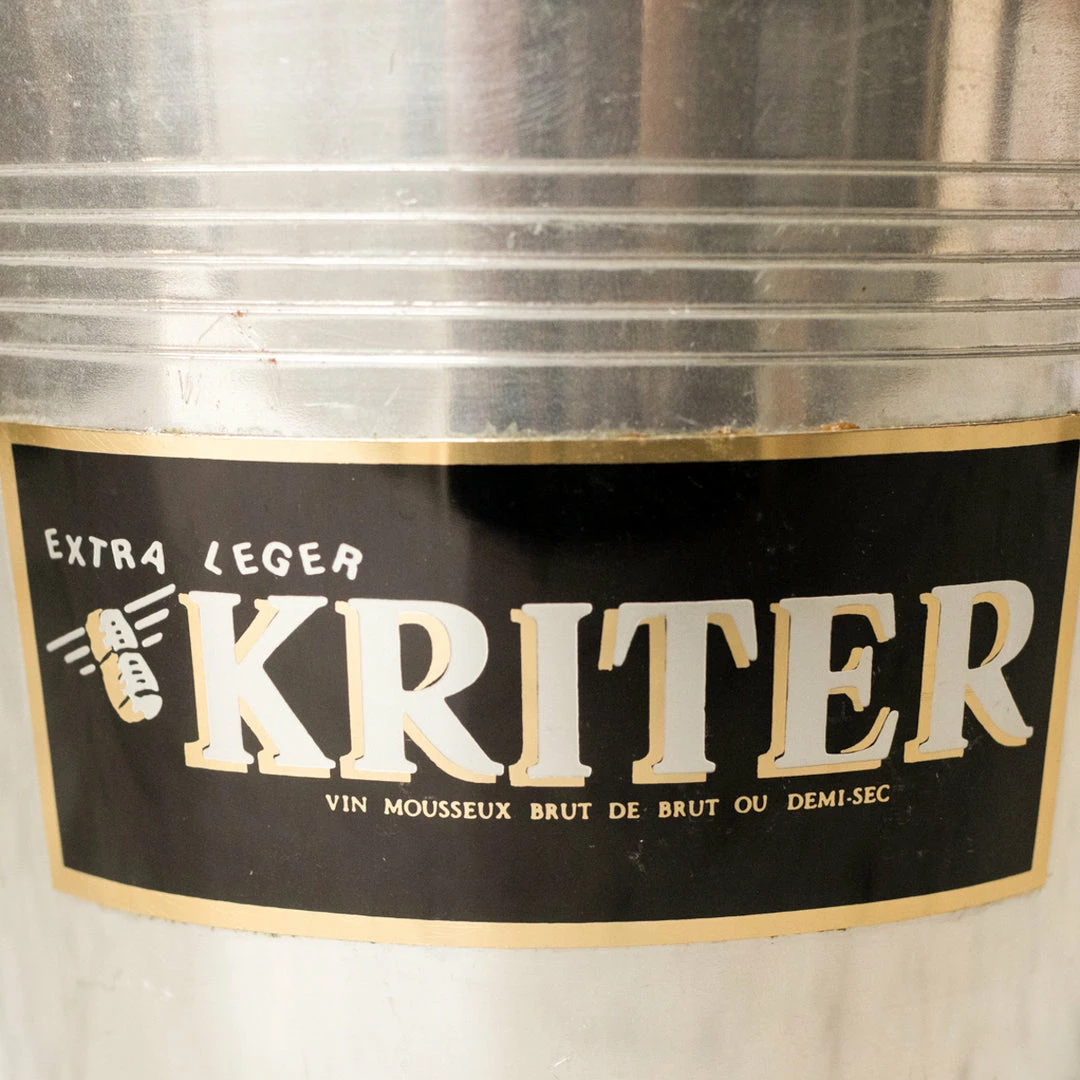 EXTRA LEGER
KRITER
VIN MOUSSEUX BRUT DE BRUT OU DEMI-SEC